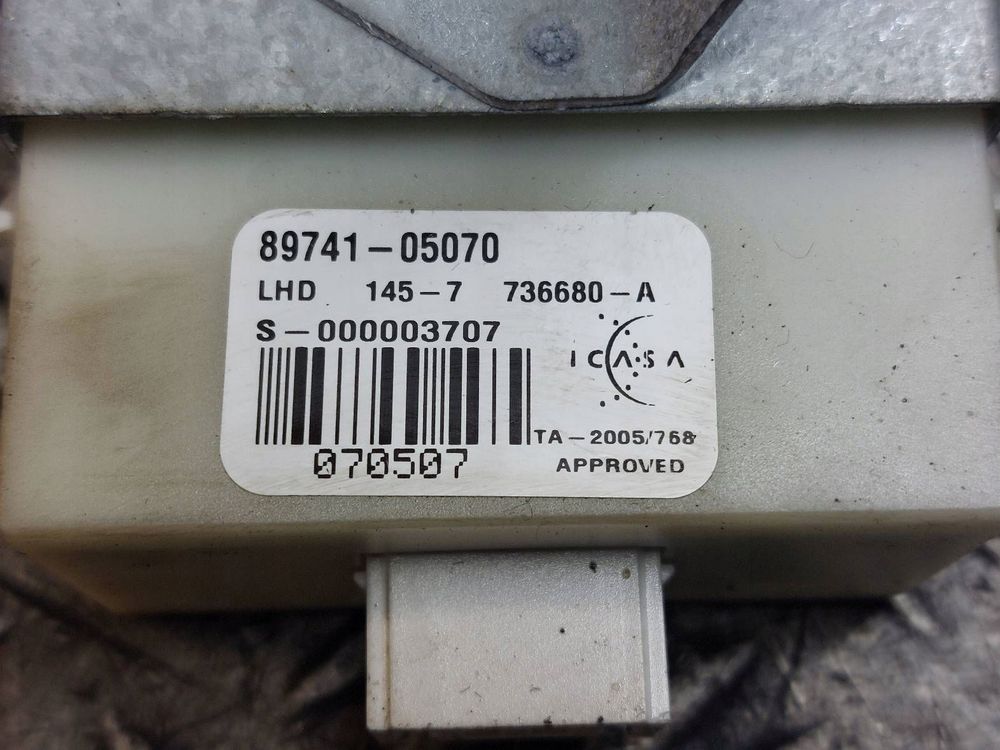 89741-05070
LHD 145-7 736680-A
S-000003707
ICASA
070507
TA-2005/768
APPROVED